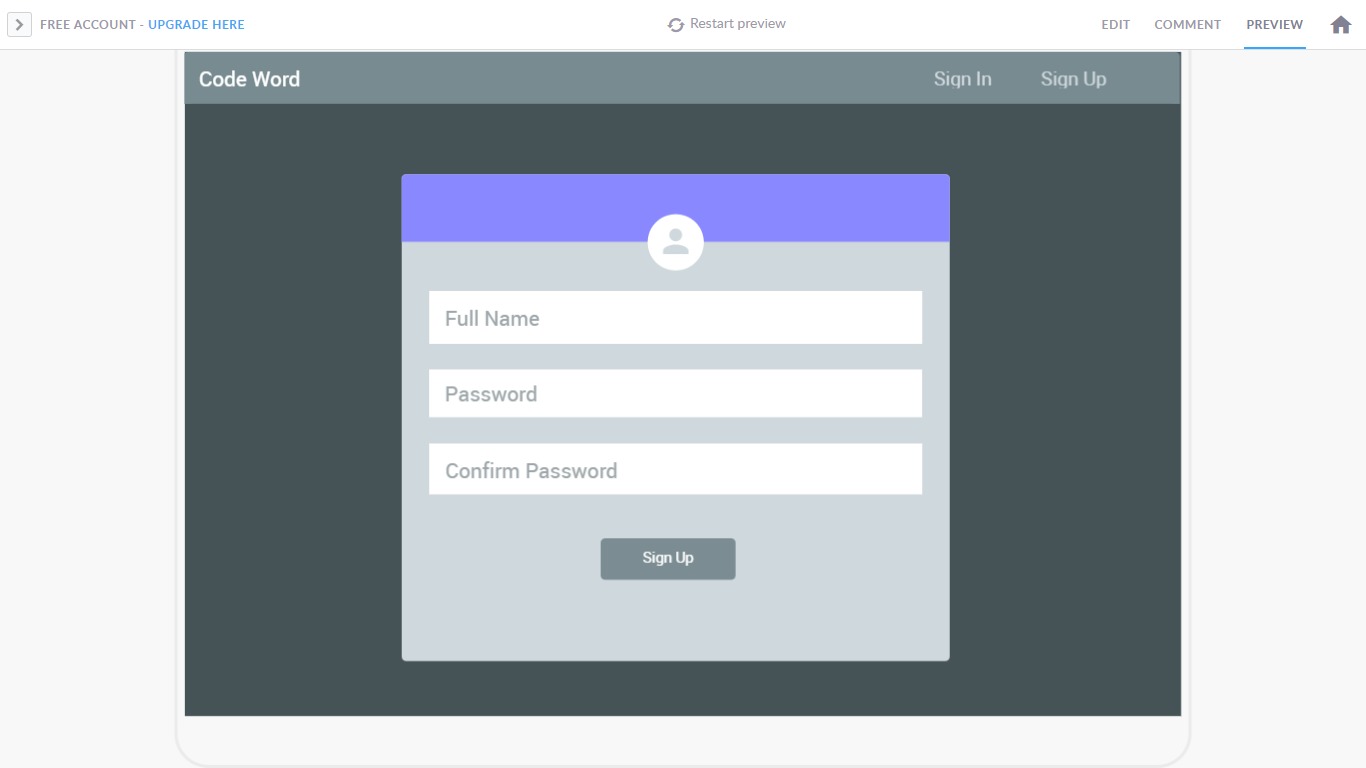 FREE ACCOUNT - UPGRADE HERE
Restart preview
EDIT
COMMENT
PREVIEW
Code Word
Sign In
Sign Up
Full Name
Password
Confirm Password
Sign Up